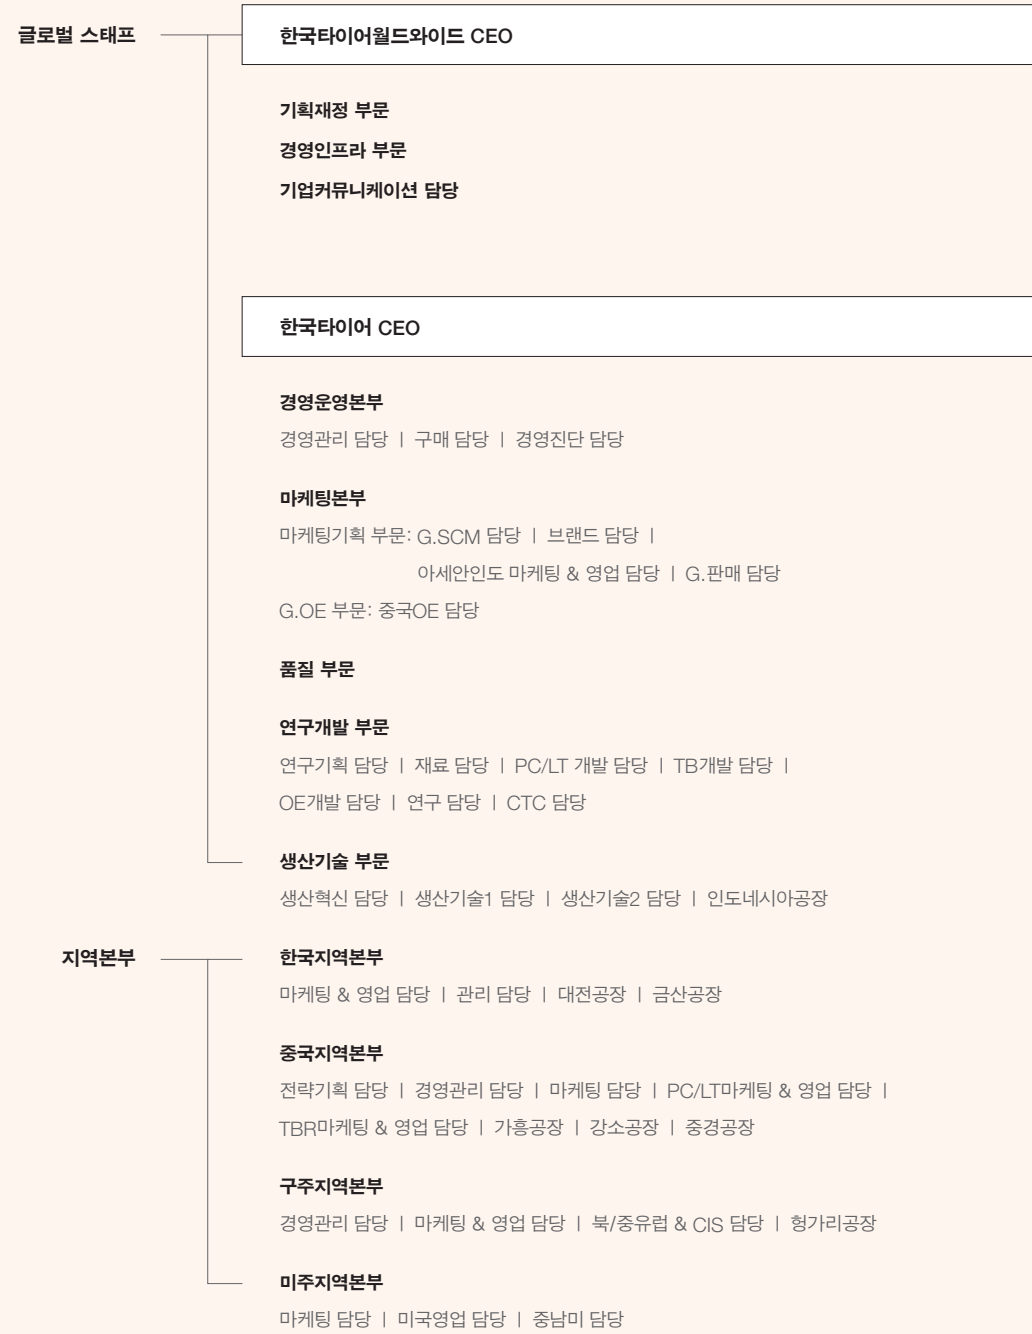 글로벌 스태프
한국타이어월드와이드 CEO
기획재정 부문
경영인프라 부문
기업커뮤니케이션 담당
한국타이어 CEO
경영운영본부
경영관리 담당 | 구매 담당 | 경영진단 담당
마케팅본부
마케팅기획 부문: G.SCM 담당 | 브랜드 담당 |
아세안인도 마케팅 & 영업 담당 | G.판매 담당
G.OE 부문: 중국OE 담당
품질 부문
연구개발 부문
연구기획 담당 | 재료 담당 | PC/LT 개발 담당 | TB개발 담당 |
OE개발 담당 | 연구 담당 | CTC 담당
생산기술 부문
생산혁신 담당 | 생산기술1 담당 | 생산기술2 담당 | 인도네시아공장
지역본부
한국지역본부
마케팅 & 영업 담당 | 관리 담당 | 대전공장 | 금산공장
중국지역본부
전략기획 담당 | 경영관리 담당 | 마케팅 담당 | PC/LT마케팅 & 영업 담당 |
TBR마케팅 & 영업 담당 | 가흥공장 | 강소공장 | 중경공장
구주지역본부
경영관리 담당 | 마케팅 & 영업 담당 | 북/중유럽 & CIS 담당 | 헝가리공장
미주지역본부
마케팅 담당 | 미국영업 담당 | 중남미 담당